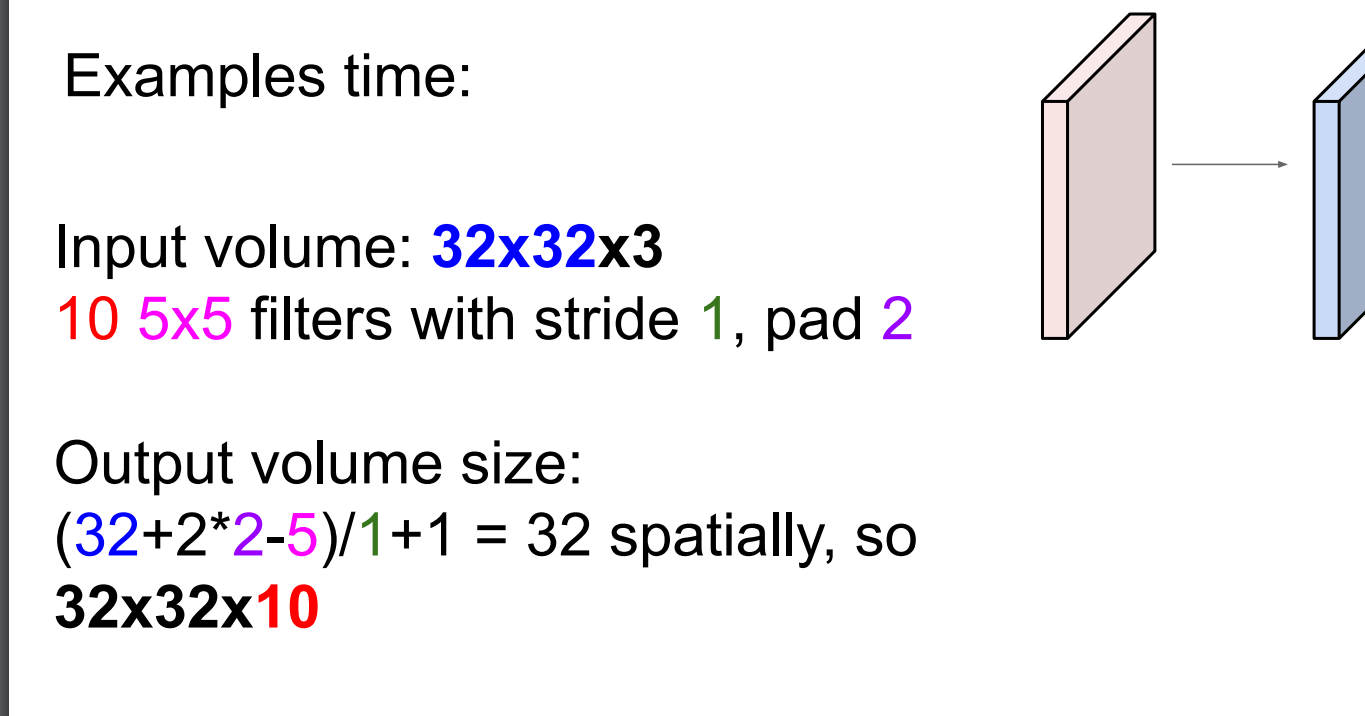 Examples time:
Input volume: 32x32x3
10 5x5 filters with stride 1, pad 2
Output volume size:
(32+2*2-5)/1+1 = 32 spatially, so
32x32x10